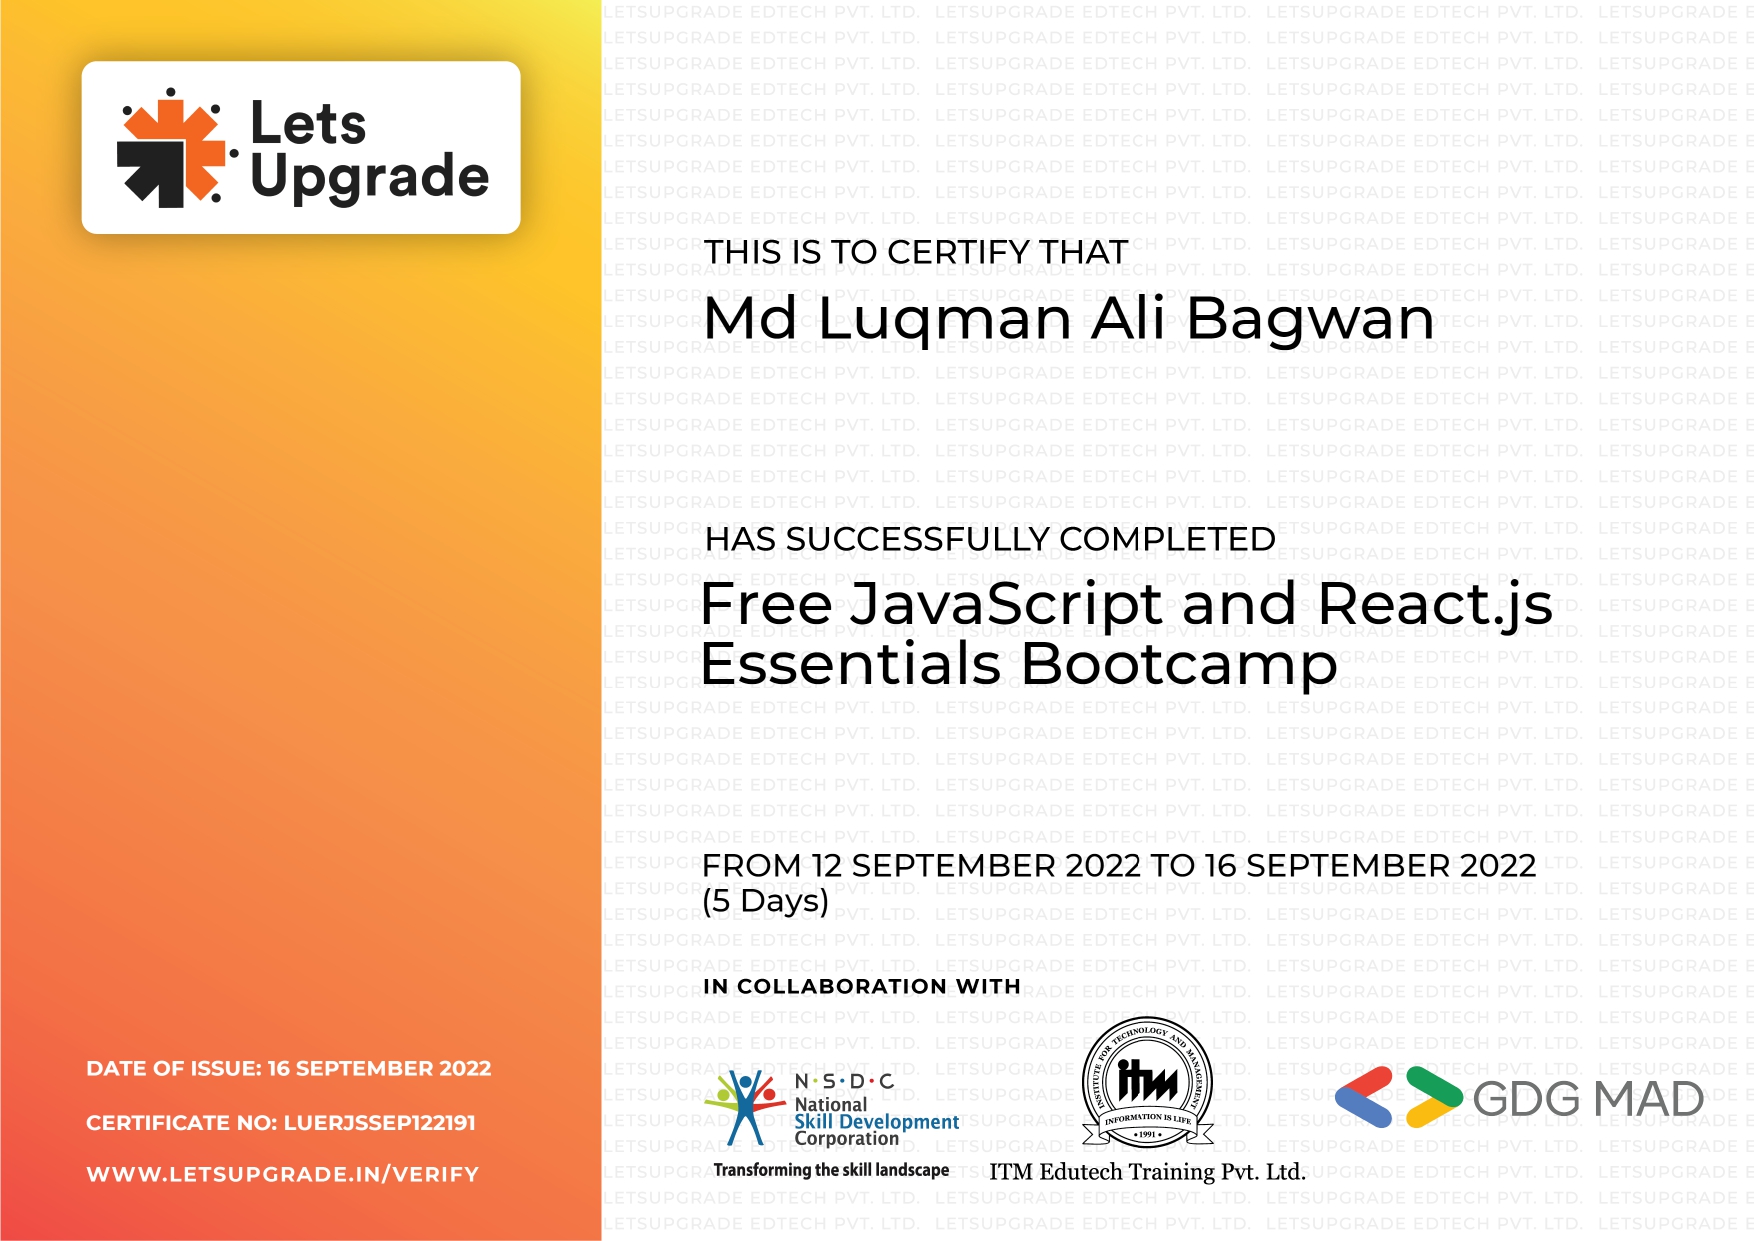 Lets
Upgrade
THIS IS TO CERTIFY THAT
Md Luqman Ali Bagwan
HAS SUCCESSFULLY COMPLETED
Free JavaScript and React.js
Essentials Bootcamp
FROM 12 SEPTEMBER 2022 TO 16 SEPTEMBER 2022
(5 Days)
IN COLLABORATION WITH
DATE OF ISSUE: 16 SEPTEMBER 2022
CERTIFICATE NO: LUERJSSEP122191
WWW.LETSUPGRADE.IN/VERIFY
N·S·D·C
National
Skill Development
Corporation
Transforming the skill landscape
INSTITUTE FOR TECHNOLOGY AND MANAGEMENT
itm
INFORMATION IS LIFE
• 1991 •
ITM Edutech Training Pvt. Ltd.
GDG MAD
LETSUPGRADE EDTECH PVT. LTD.